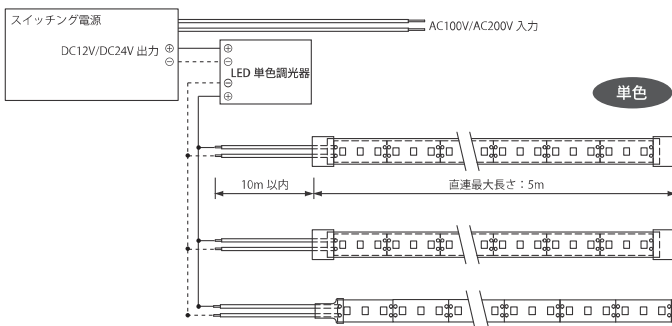 スイッチング電源
AC100V/AC200V 入力
DC12V/DC24V 出力 ⊕ ⊕
⊖ ⊖
LED 単色調光器
⊖
⊕
単色
10m 以内
直連最大長さ：5m